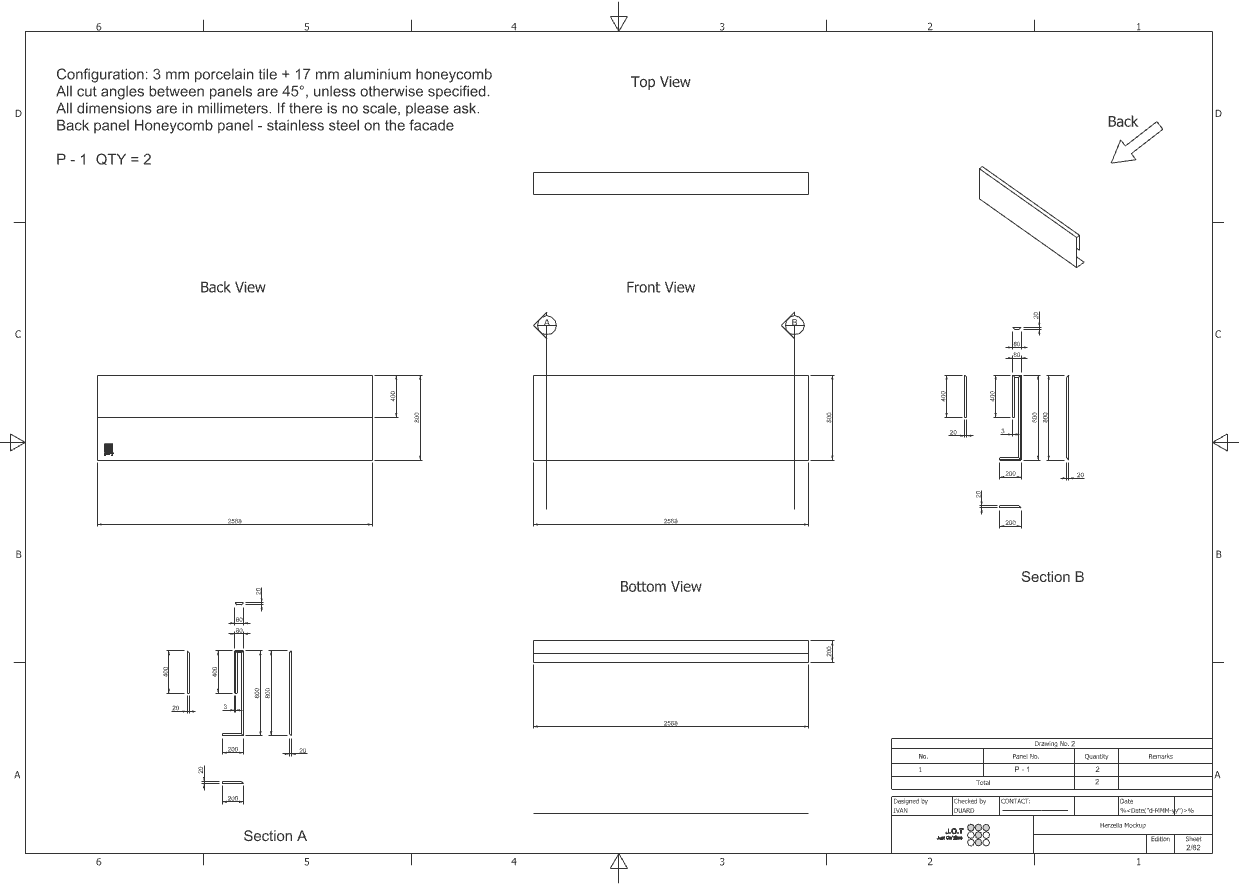 6 5 4 3 2 1
Configuration: 3 mm porcelain tile + 17 mm aluminium honeycomb
All cut angles between panels are 45°, unless otherwise specified.
All dimensions are in millimeters. If there is no scale, please ask.
Back panel Honeycomb panel - stainless steel on the facade
P - 1 QTY = 2
Top View
D
D
Back
Back View
Front View
A
B
C
C
20
80
80
400
800
800
400
400
800
800
20
3
200
20
20
200
2588
2588
B
B
Section B
Bottom View
20
80
80
400
400
800
800
200
20
3
200
20
20
200
2588
Section A
A
A
Drawing No. 2
No. Panel No. Quantity Remarks
1 P - 1 2
Total 2
Designed by Checked by CONTACT: Date
IVAN DUARD %<Date("d-MMM-yy")>%
J.O.T
Herzelia Mockup
Edition Sheet
2/82
6 5 4 3 2 1